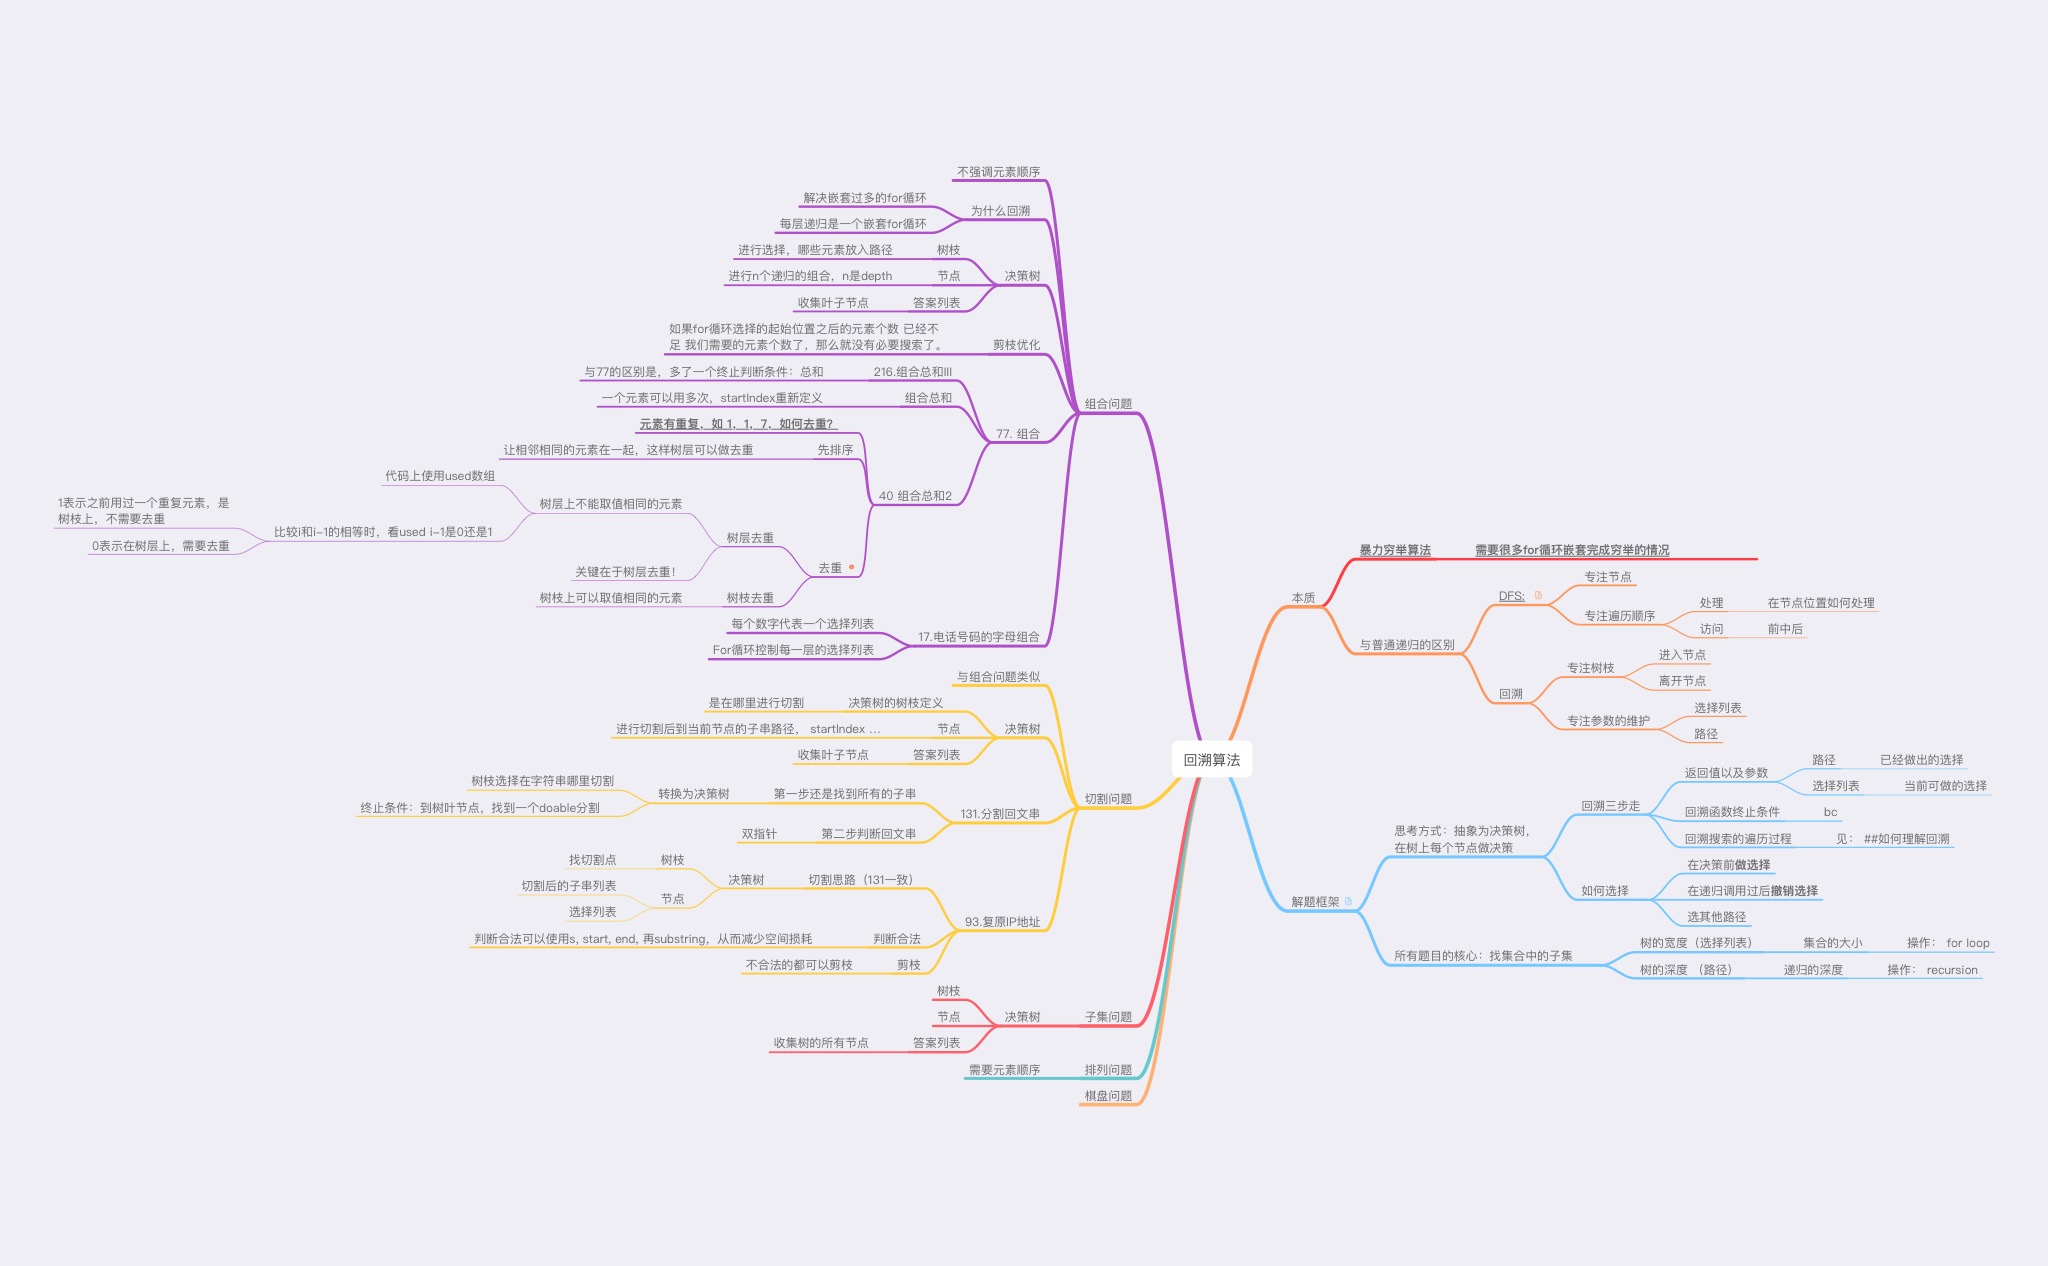 回溯算法
本质
暴力穷举算法
需要很多for循环嵌套完成穷举的情况
与普通递归的区别
DFS:
专注节点
专注遍历顺序
处理
在节点位置如何处理
访问
前中后
回溯
专注树枝
进入节点
离开节点
专注参数的维护
选择列表
路径
解题框架
思考方式：抽象为决策树，
在树上每个节点做决策
回溯三步走
返回值以及参数
路径
已经做出的选择
选择列表
当前可做的选择
回溯函数终止条件
bc
回溯搜索的遍历过程
见： ##如何理解回溯
如何选择
在决策前做选择
在递归调用过后撤销选择
选其他路径
所有题目的核心：找集合中的子集
树的宽度（选择列表）
集合的大小
操作： for loop
树的深度 （路径）
递归的深度
操作： recursion
组合问题
不强调元素顺序
为什么回溯
解决嵌套过多的for循环
每层递归是一个嵌套for循环
决策树
树枝
进行选择，哪些元素放入路径
节点
进行n个递归的组合，n是depth
答案列表
收集叶子节点
剪枝优化
如果for循环选择的起始位置之后的元素个数 已经不
足 我们需要的元素个数了，那么就没有必要搜索了。
77. 组合
216.组合总和III
与77的区别是，多了一个终止判断条件：总和
组合总和
一个元素可以用多次，startIndex重新定义
40 组合总和2
元素有重复，如 1，1，7，如何去重？
先排序
让相邻相同的元素在一起，这样树层可以做去重
去重
树层去重
树层上不能取值相同的元素
代码上使用used数组
比较i和i-1的相等时，看used i-1是0还是1
1表示之前用过一个重复元素，是
树枝上，不需要去重
0表示在树层上，需要去重
关键在于树层去重！
树枝去重
树枝上可以取值相同的元素
17.电话号码的字母组合
每个数字代表一个选择列表
For循环控制每一层的选择列表
切割问题
与组合问题类似
决策树
决策树的树枝定义
是在哪里进行切割
节点
进行切割后到当前节点的子串路径， startIndex ...
答案列表
收集叶子节点
131.分割回文串
第一步还是找到所有的子串
转换为决策树
树枝选择在字符串哪里切割
终止条件：到树叶节点，找到一个doable分割
第二步判断回文串
双指针
93.复原IP地址
切割思路（131一致）
决策树
树枝
找切割点
节点
切割后的子串列表
选择列表
判断合法
判断合法可以使用s, start, end, 再substring，从而减少空间损耗
剪枝
不合法的都可以剪枝
子集问题
决策树
树枝
节点
答案列表
收集树的所有节点
排列问题
需要元素顺序
棋盘问题